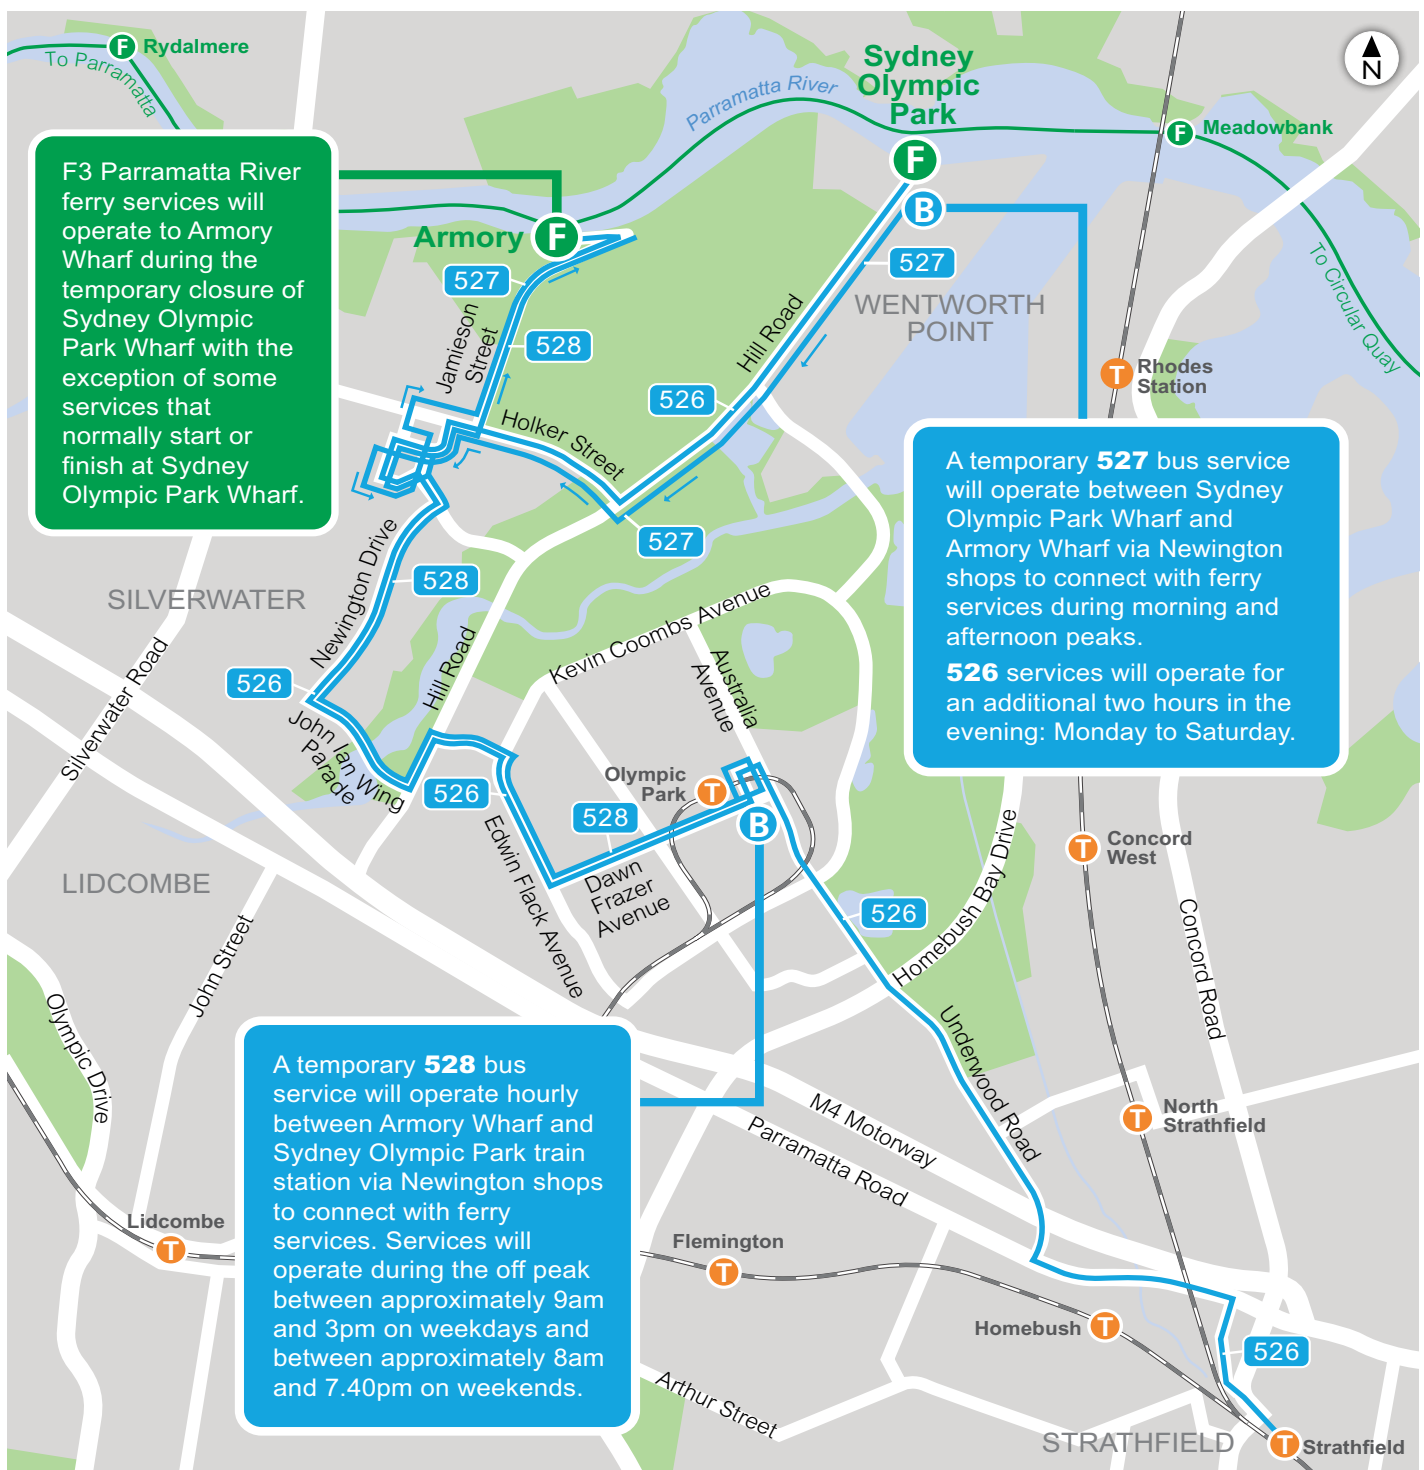 Rydalmere
To Parramatta
Sydney
Olympic
Park
Parramatta River
Meadowbank
N
F
F
F
F
B
F3 Parramatta River
ferry services will
operate to Armory
Wharf during the
temporary closure of
Sydney Olympic
Park Wharf with the
exception of some
services that
normally start or
finish at Sydney
Olympic Park Wharf.
Armory
527
528
Jamieson
Street
527
526
Hill Road
WENTWORTH
POINT
To Circular Quay
T
Rhodes
Station
Holker Street
527
A temporary 527 bus service
will operate between Sydney
Olympic Park Wharf and
Armory Wharf via Newington
shops to connect with ferry
services during morning and
afternoon peaks.
526 services will operate for
an additional two hours in the
evening: Monday to Saturday.
SILVERWATER
Newington Drive
528
526
Silverwater Road
John Ian Wing
Parade
Hill Road
Kevin Coombs Avenue
Australia
Avenue
Olympic
Park
T
B
526
528
Edwin Flack Avenue
Dawn
Frazer
Avenue
526
Homebush Bay Drive
T
Concord
West
Concord Road
LIDCOMBE
John Street
Olympic Drive
Underwood Road
M4 Motorway
Parramatta Road
T
North
Strathfield
A temporary 528 bus
service will operate hourly
between Armory Wharf and
Sydney Olympic Park train
station via Newington shops
to connect with ferry
services. Services will
operate during the off peak
between approximately 9am
and 3pm on weekdays and
between approximately 8am
and 7.40pm on weekends.
Lidcombe
T
Flemington
T
Homebush
T
526
Arthur Street
STRATHFIELD
T
Strathfield